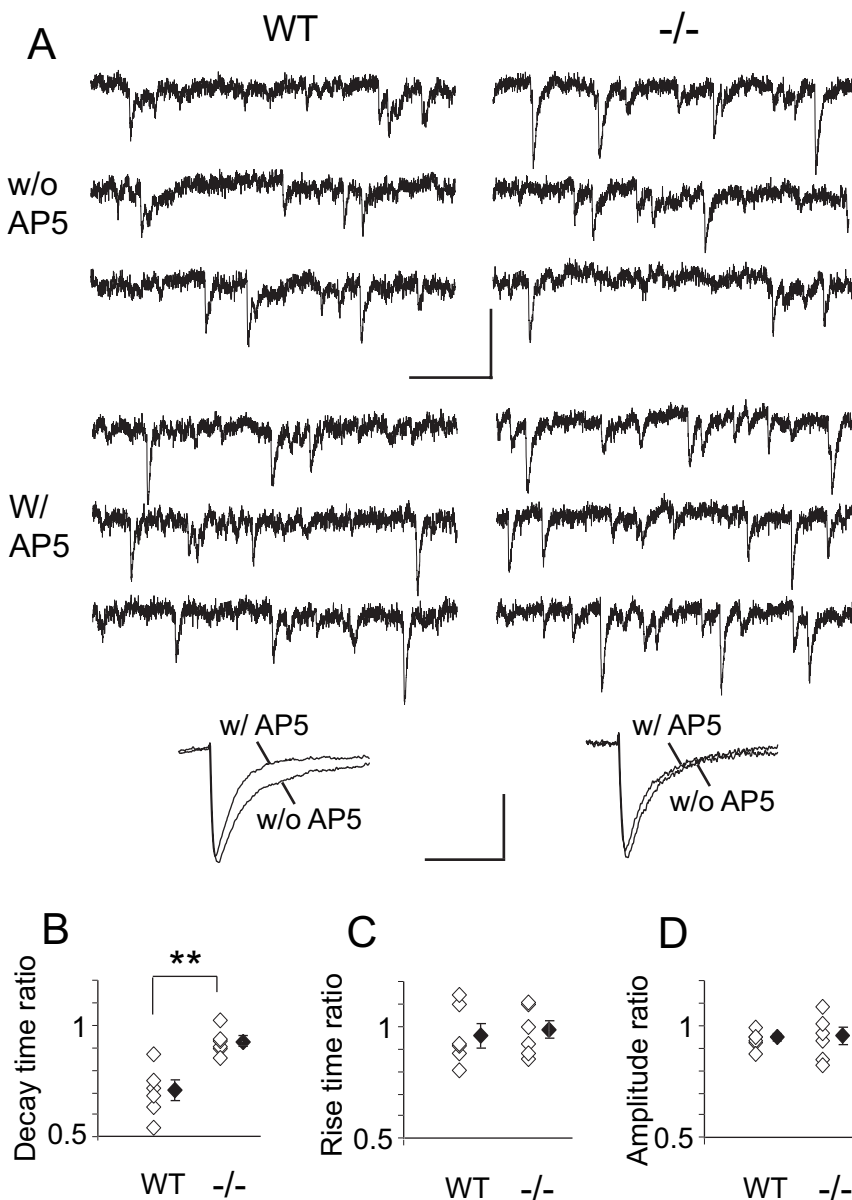 A
WT
-/-
w/o
AP5
W/
AP5
w/ AP5
w/o AP5
w/ AP5
w/o AP5
B
**
Decay time ratio
1
0.5
WT
-/-
C
Rise time ratio
1
0.5
WT
-/-
D
Amplitude ratio
1
0.5
WT
-/-